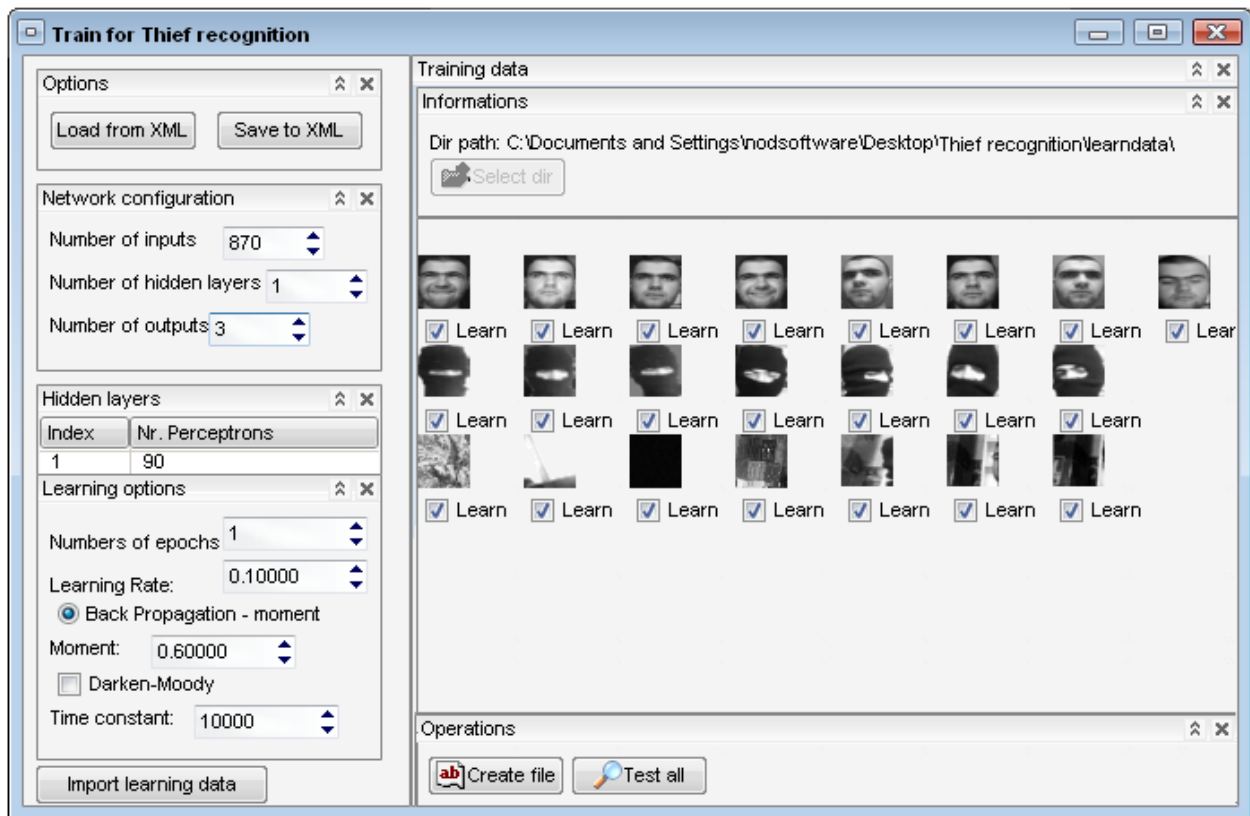 Train for Thief recognition
Options
Load from XML
Save to XML
Network configuration
Number of inputs 870
Number of hidden layers 1
Number of outputs 3
Hidden layers
Index Nr. Perceptrons
1 90
Learning options
Numbers of epochs 1
Learning Rate: 0.10000
Back Propagation - moment
Moment: 0.60000
Darken-Moody
Time constant: 10000
Import learning data
Training data
Informations
Dir path: C:\Documents and Settings\nodsoftware\Desktop\Thief recognition\learndata\
Select dir
Learn Learn Learn Learn Learn Learn Learn Lear
Learn Learn Learn Learn Learn Learn Learn
Learn Learn Learn Learn Learn Learn Learn
Operations
ab Create file
Test all